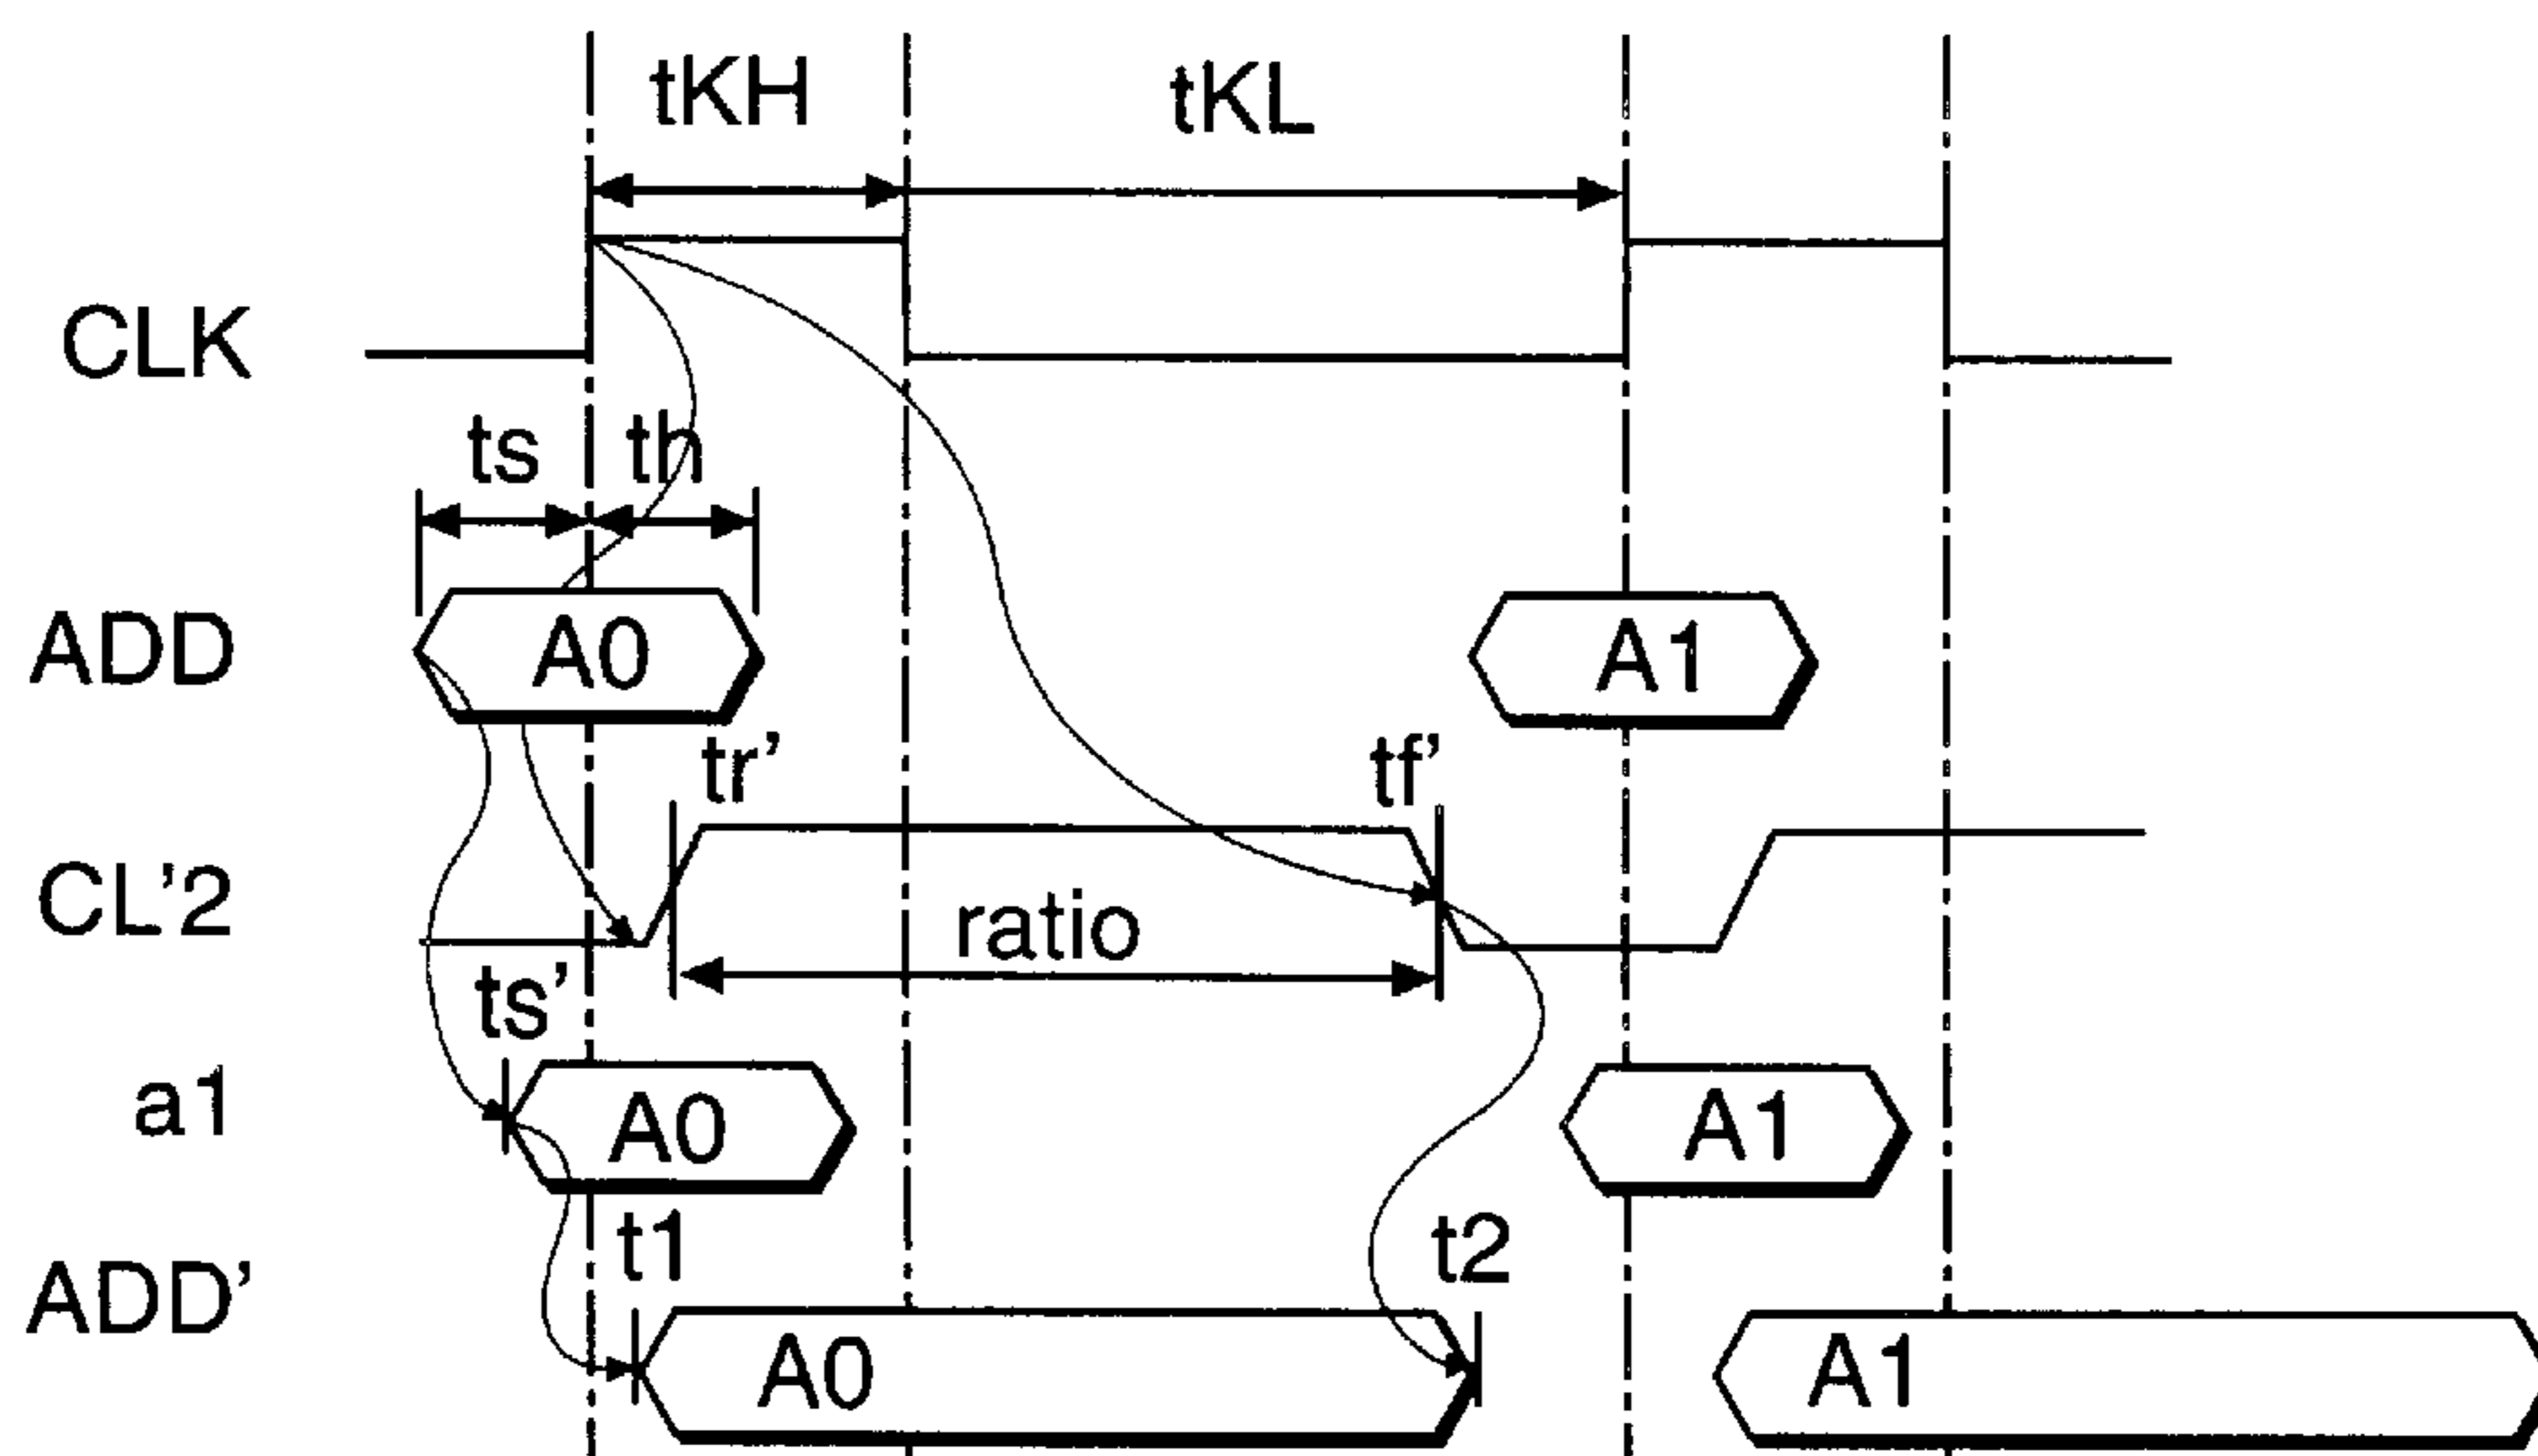 tKH tKL
CLK
ts th
ADD A0 A1
tr' tf'
CL'2 ratio
ts'
a1 A0 A1
t1 t2
ADD' A0 A1